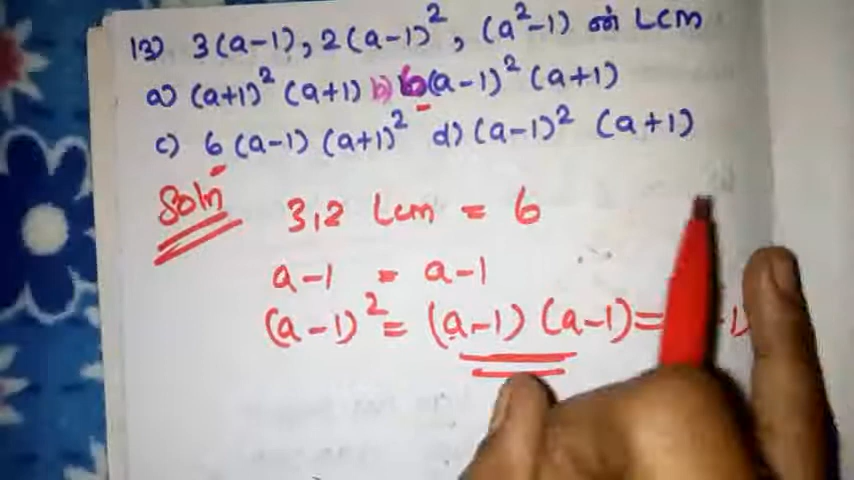 13) 3(a-1), 2(a-1)², (a²-1) ன் LCM
a) (a+1)² (a+1) b) 6(a-1)² (a+1)
c) 6 (a-1) (a+1)² d) (a-1)² (a+1)
Soln
3,2 Lcm = 6
a-1 = a-1
(a-1)² = (a-1) (a-1) =